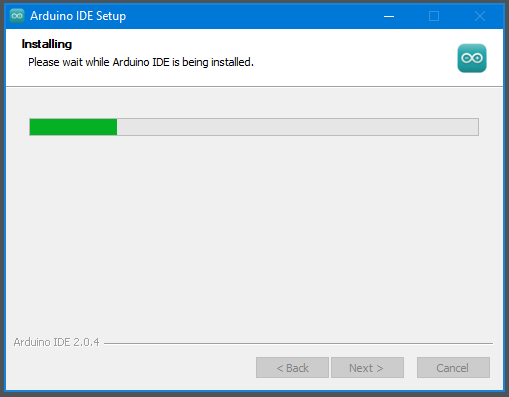 Arduino IDE Setup
Installing
Please wait while Arduino IDE is being installed.
Arduino IDE 2.0.4
< Back
Next >
Cancel